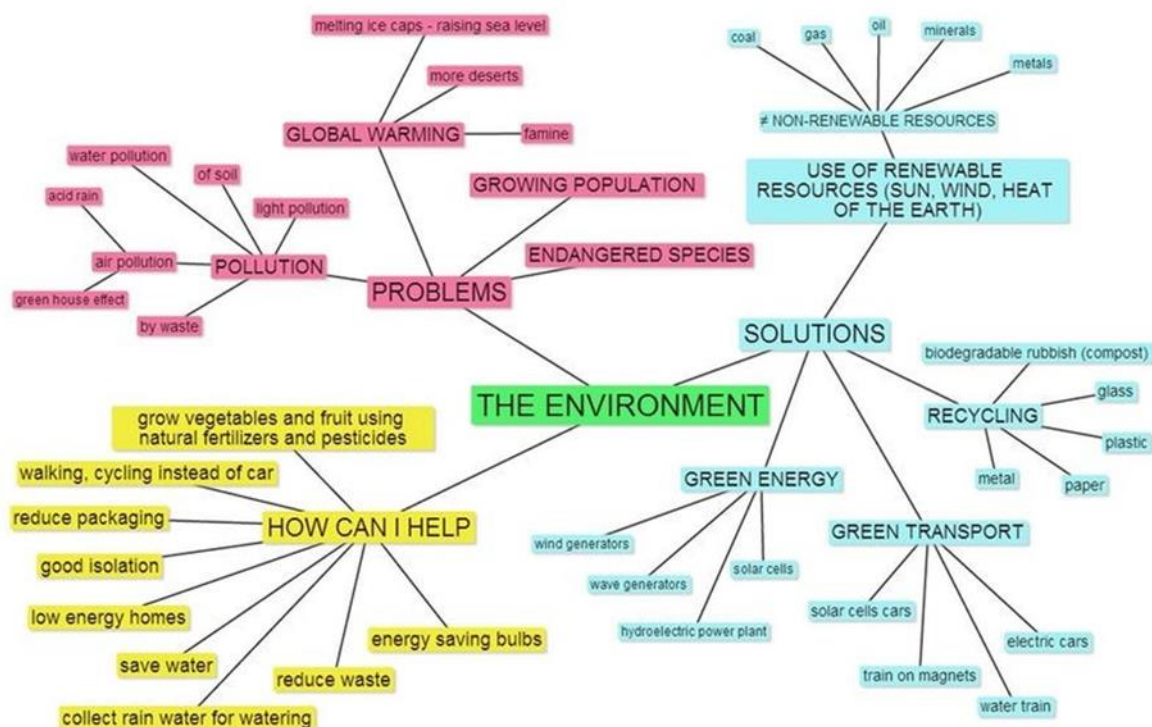 melting ice caps - raising sea level
more deserts
GLOBAL WARMING
famine
water pollution
of soil
acid rain
light pollution
air pollution
POLLUTION
green house effect
by waste
GROWING POPULATION
ENDANGERED SPECIES
PROBLEMS
coal
gas
oil
minerals
metals
≠ NON-RENEWABLE RESOURCES
USE OF RENEWABLE
RESOURCES (SUN, WIND, HEAT
OF THE EARTH)
SOLUTIONS
biodegradable rubbish (compost)
glass
RECYCLING
plastic
metal
paper
THE ENVIRONMENT
grow vegetables and fruit using
natural fertilizers and pesticides
walking, cycling instead of car
reduce packaging
HOW CAN I HELP
good isolation
low energy homes
save water
collect rain water for watering
reduce waste
energy saving bulbs
GREEN ENERGY
wind generators
wave generators
solar cells
hydroelectric power plant
GREEN TRANSPORT
solar cells cars
electric cars
train on magnets
water train